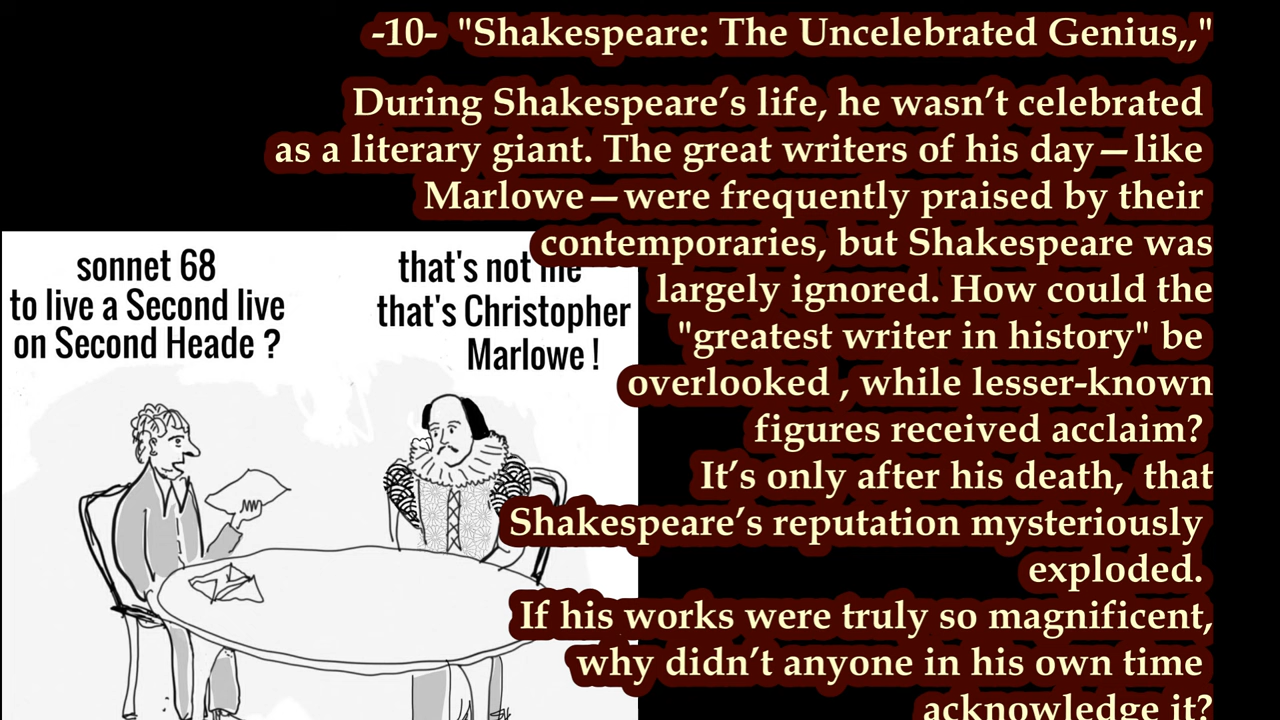 -10- "Shakespeare: The Uncelebrated Genius,,"
During Shakespeare’s life, he wasn’t celebrated
as a literary giant. The great writers of his day—like
Marlowe—were frequently praised by their
contemporaries, but Shakespeare was
largely ignored. How could the
"greatest writer in history" be
overlooked , while lesser-known
figures received acclaim?
It’s only after his death, that
Shakespeare’s reputation mysteriously
exploded.
If his works were truly so magnificent,
why didn’t anyone in his own time
acknowledge it?
sonnet 68
to live a Second live
on Second Heade ?
that's not me
that's Christopher
Marlowe !